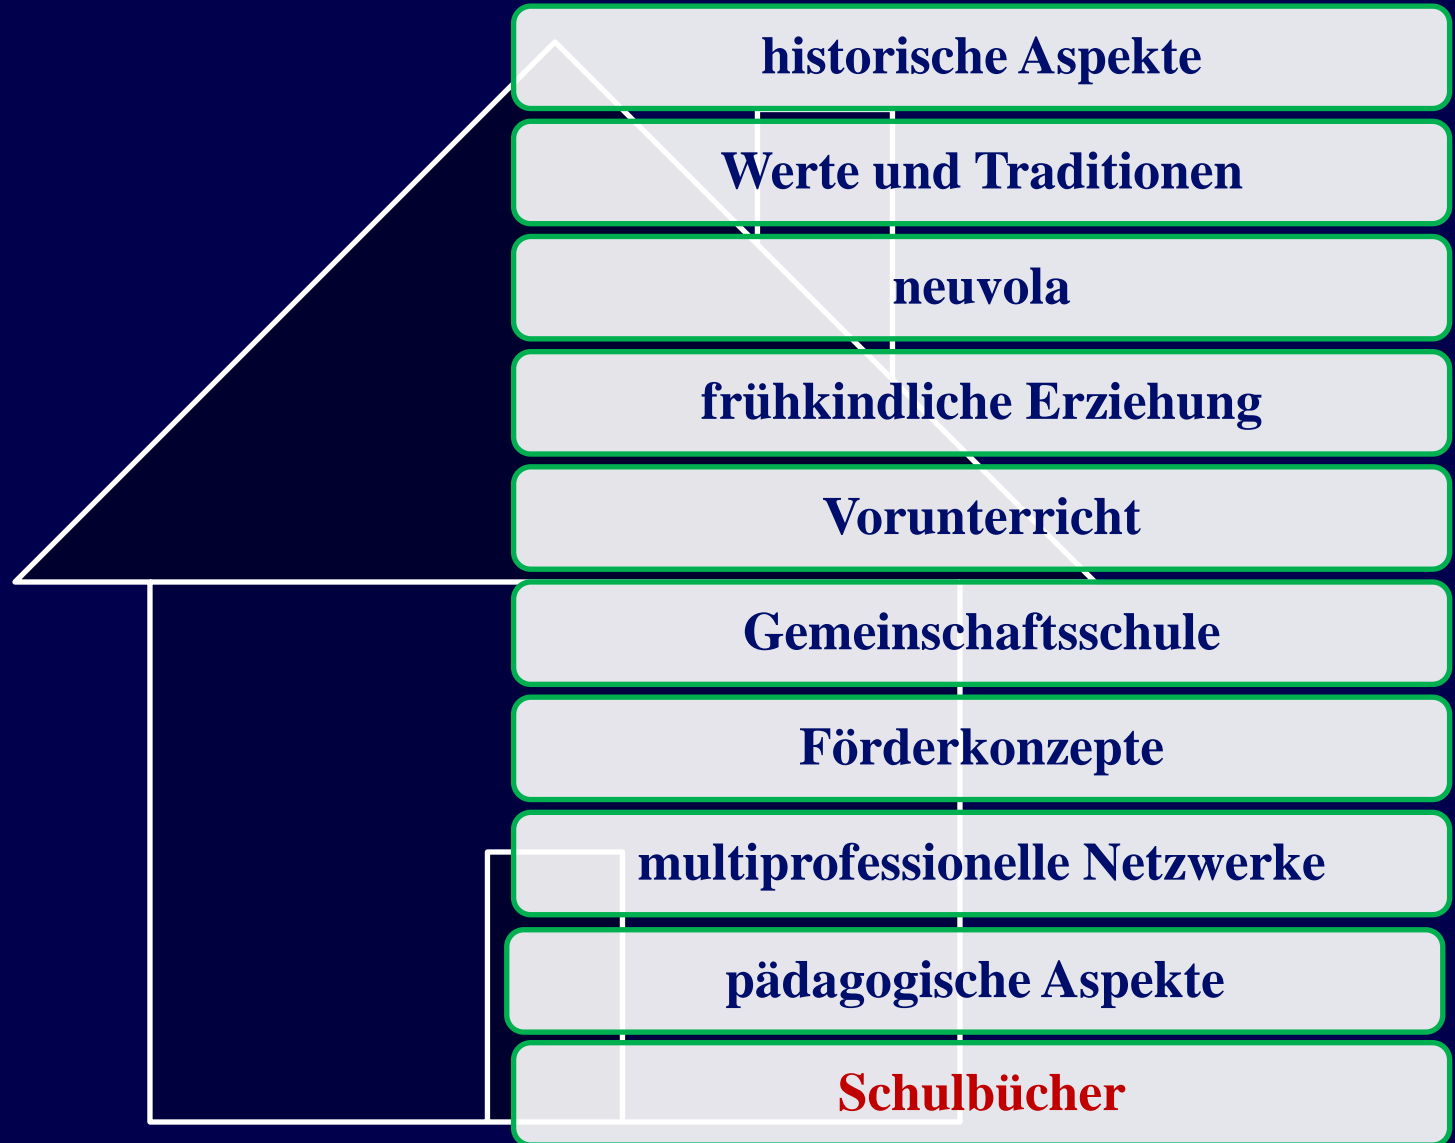 historische Aspekte
Werte und Traditionen
neuvola
frühkindliche Erziehung
Vorunterricht
Gemeinschaftsschule
Förderkonzepte
multiprofessionelle Netzwerke
pädagogische Aspekte
Schulbücher